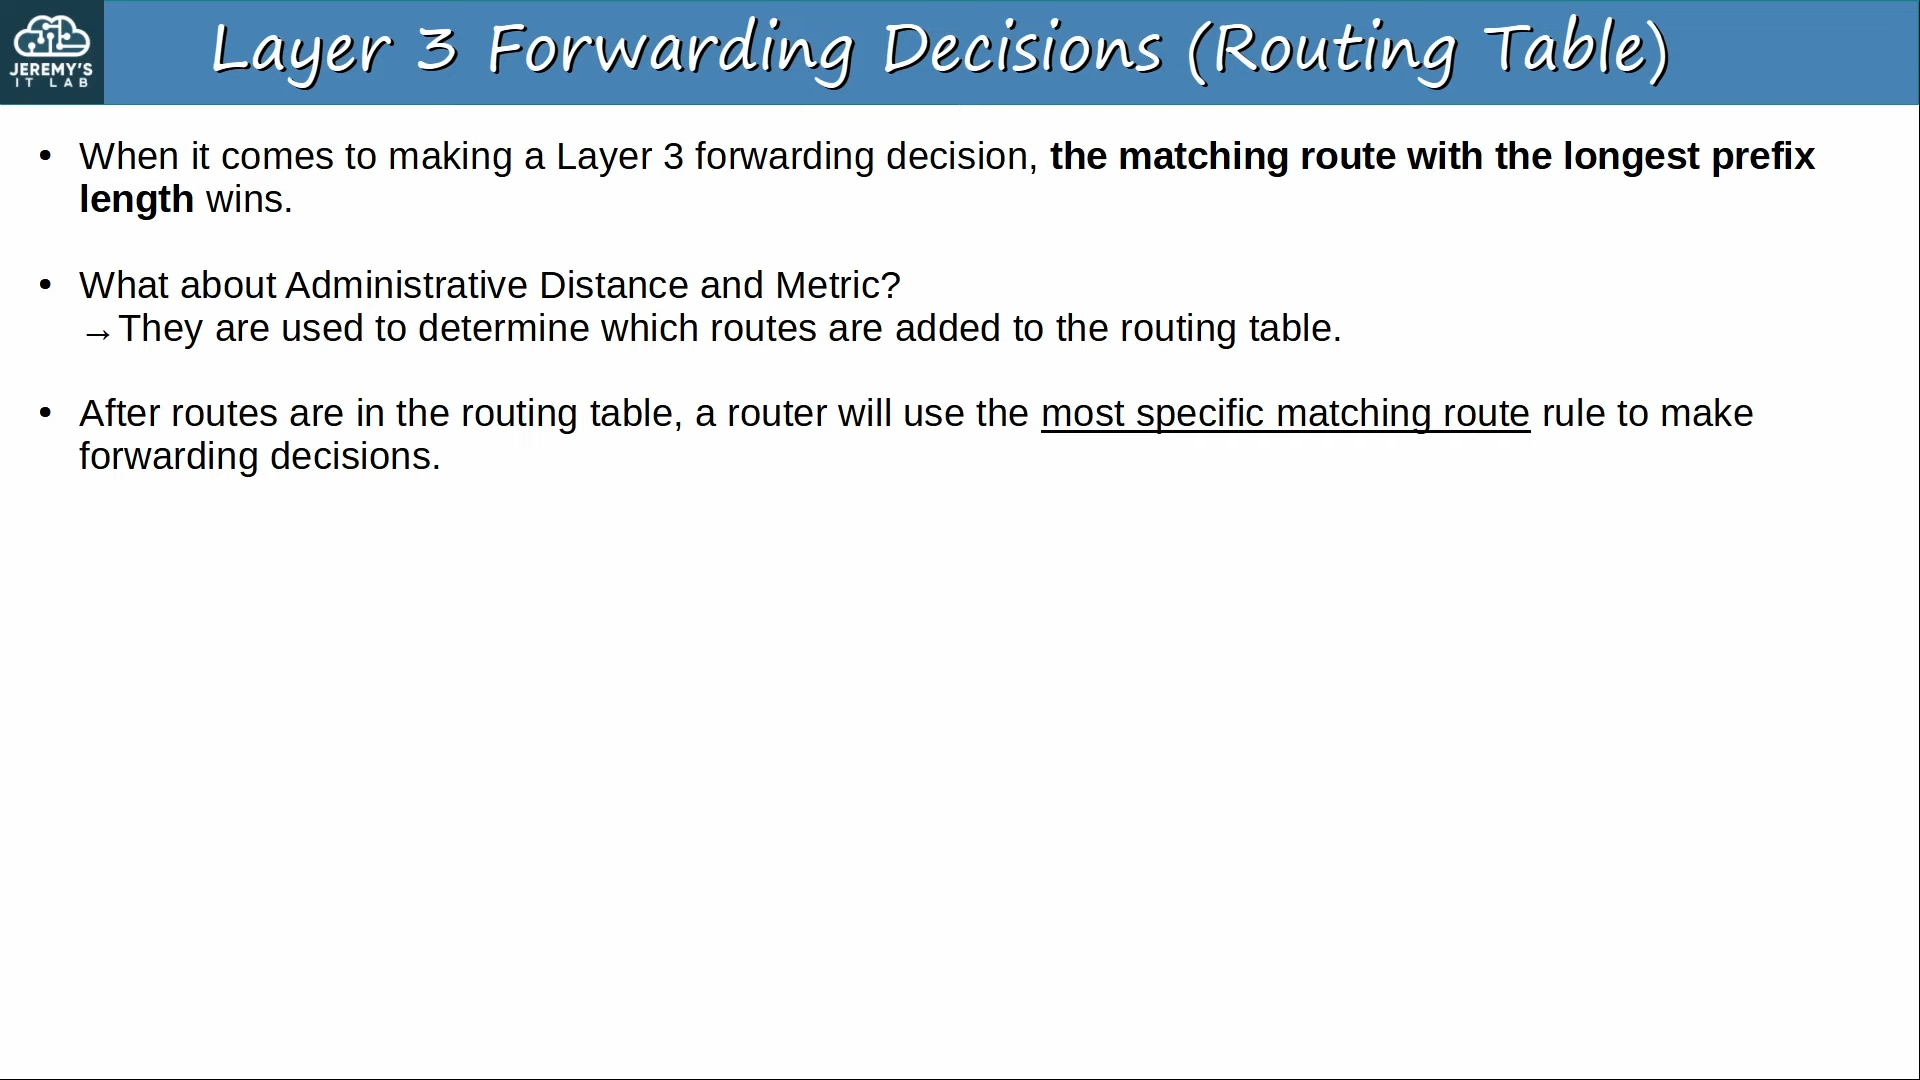 JEREMY'S
IT LAB
Layer 3 Forwarding Decisions (Routing Table)
• When it comes to making a Layer 3 forwarding decision, the matching route with the longest prefix
length wins.
• What about Administrative Distance and Metric?
→They are used to determine which routes are added to the routing table.
• After routes are in the routing table, a router will use the most specific matching route rule to make
forwarding decisions.